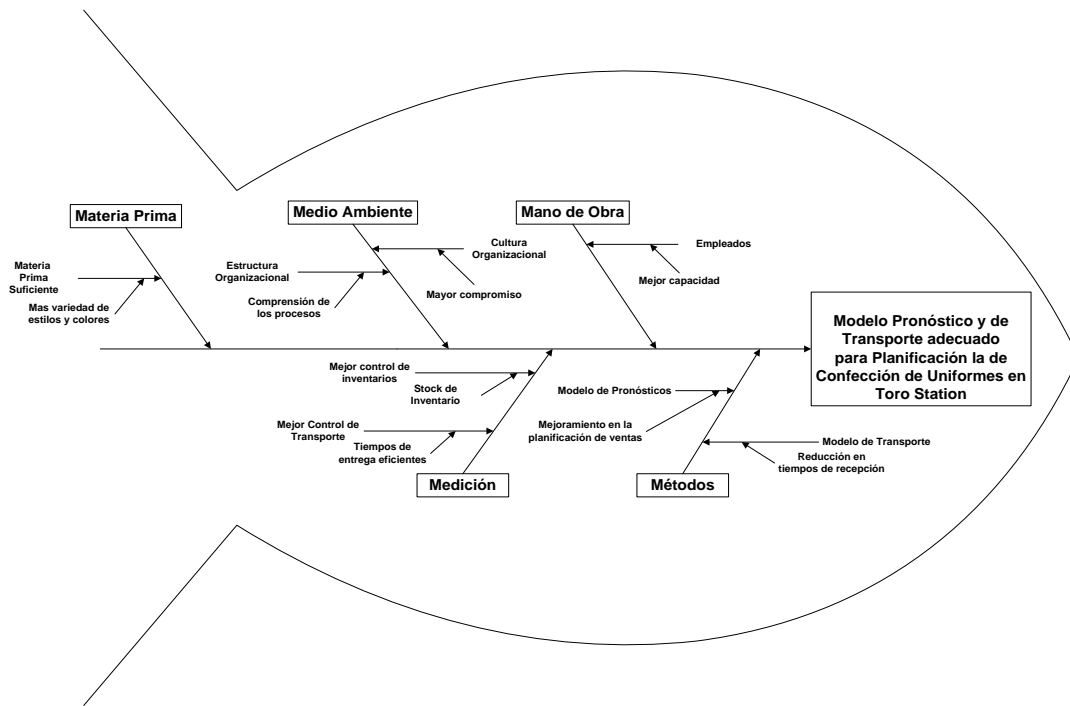 Materia Prima
Medio Ambiente
Mano de Obra
Materia
Prima
Suficiente
Mas variedad de
estilos y colores
Estructura
Organizacional
Comprensión de
los procesos
Cultura
Organizacional
Mayor compromiso
Empleados
Mejor capacidad
Modelo Pronóstico y de
Transporte adecuado
para Planificación la de
Confección de Uniformes en
Toro Station
Mejor control de
inventarios
Stock de
Inventario
Mejor Control de
Transporte
Tiempos de
entrega eficientes
Modelo de Pronósticos
Mejoramiento en la
planificación de ventas
Modelo de Transporte
Reducción en
tiempos de recepción
Medición
Métodos